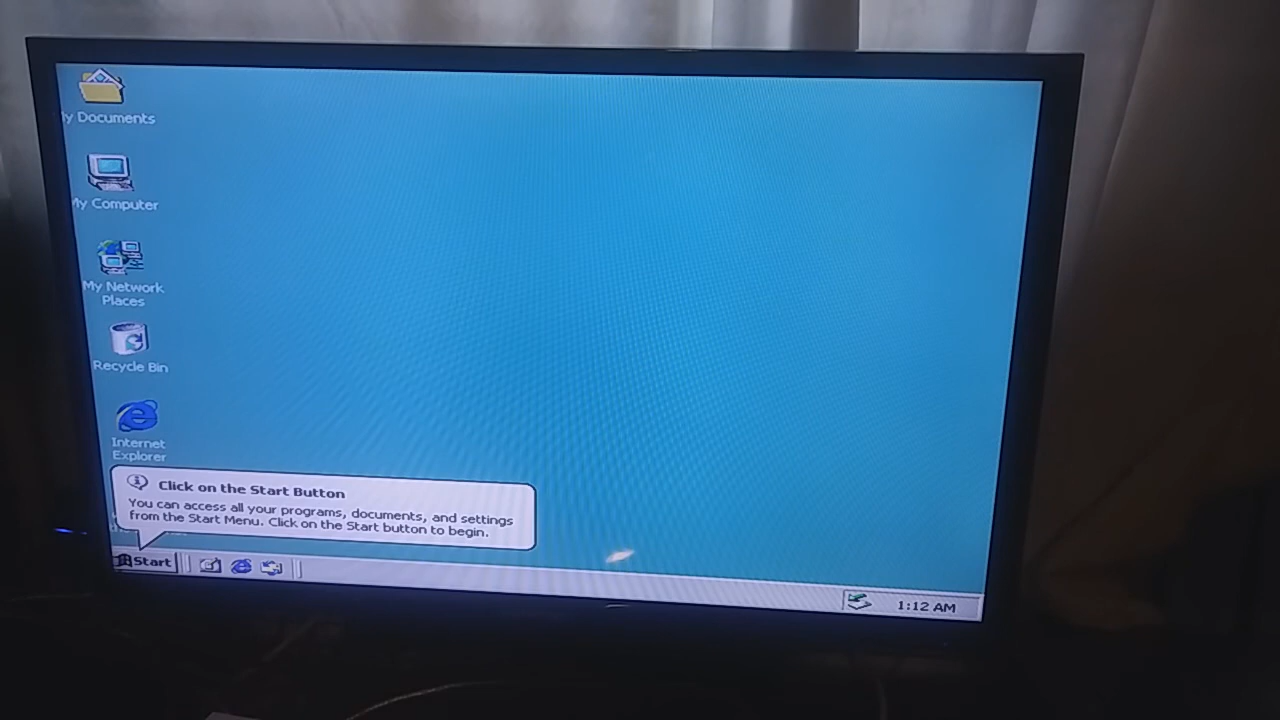 y Documents
My Computer
My Network
Places
Recycle Bin
Internet
Explorer
Click on the Start Button
You can access all your programs, documents, and settings
from the Start Menu. Click on the Start button to begin.
Start
1:12 AM